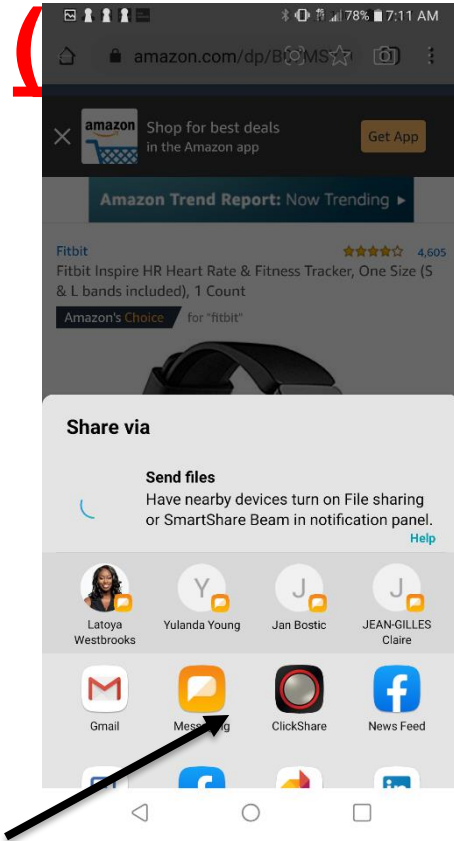 (
78% 7:11 AM
amazon.com/dp/B
amazon
Shop for best deals
in the Amazon app
Get App
Amazon Trend Report: Now Trending ▸
Fitbit
4,605
Fitbit Inspire HR Heart Rate & Fitness Tracker, One Size (S
& L bands included), 1 Count
Amazon's Choice for "fitbit"
Share via
Send files
Have nearby devices turn on File sharing
or SmartShare Beam in notification panel.
Help
Y J J
Latoya Yulanda Young Jan Bostic JEAN-GILLES
Westbrooks Claire
Gmail ClickShare News Feed